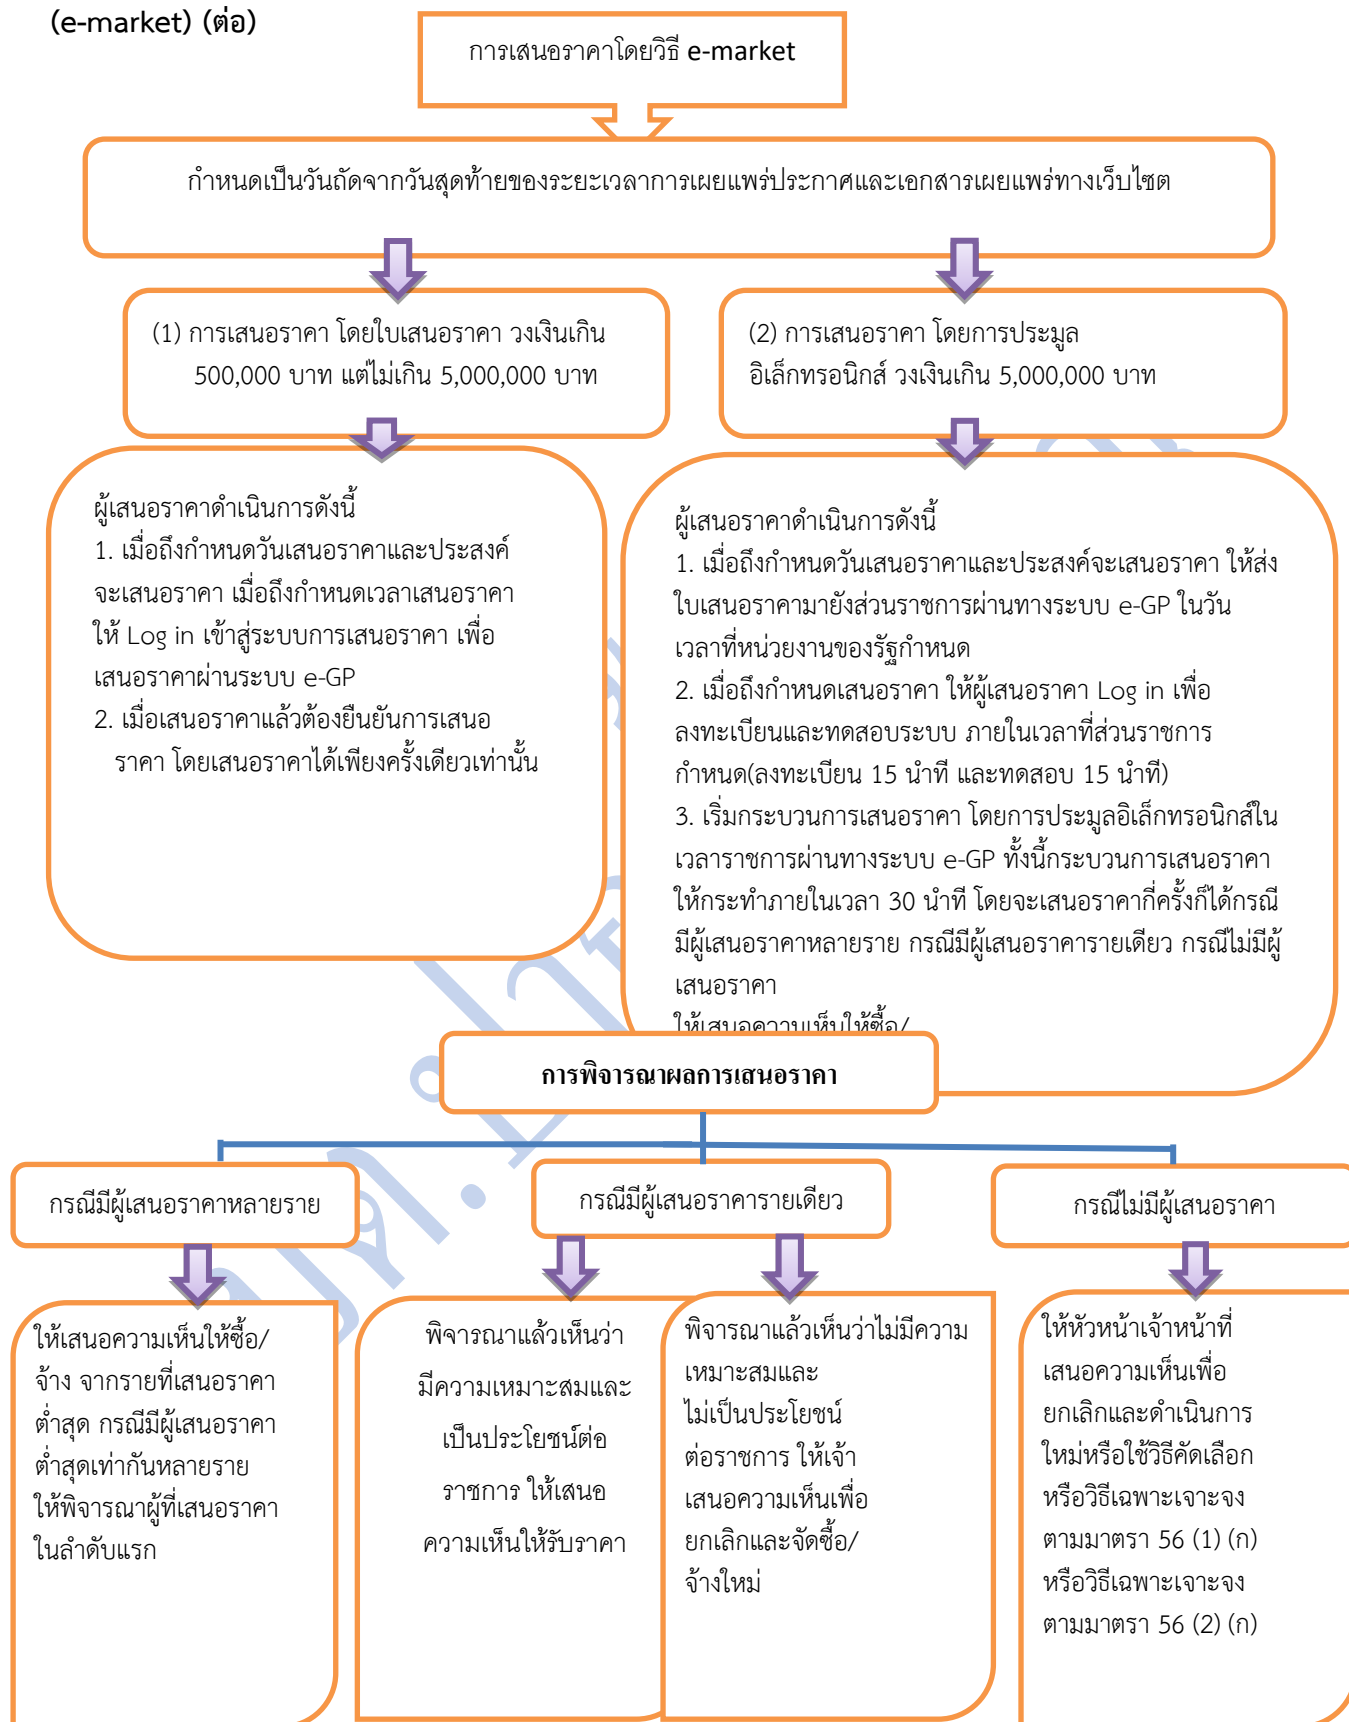 (e-market) (ต่อ)
การเสนอราคาโดยวิธี e-market
กำหนดเป็นวันถัดจากวันสุดท้ายของระยะเวลาการเผยแพร่ประกาศและเอกสารเผยแพร่ทางเว็บไซต
(1) การเสนอราคา โดยใบเสนอราคา วงเงินเกิน
500,000 บาท แต่ไม่เกิน 5,000,000 บาท
(2) การเสนอราคา โดยการประมูล
อิเล็กทรอนิกส์ วงเงินเกิน 5,000,000 บาท
ผู้เสนอราคาดำเนินการดังนี้
1. เมื่อถึงกำหนดวันเสนอราคาและประสงค์
จะเสนอราคา เมื่อถึงกำหนดเวลาเสนอราคา
ให้ Log in เข้าสู่ระบบการเสนอราคา เพื่อ
เสนอราคาผ่านระบบ e-GP
2. เมื่อเสนอราคาแล้วต้องยืนยันการเสนอ
ราคา โดยเสนอราคาได้เพียงครั้งเดียวเท่านั้น
ผู้เสนอราคาดำเนินการดังนี้
1. เมื่อถึงกำหนดวันเสนอราคาและประสงค์จะเสนอราคา ให้ส่ง
ใบเสนอราคามายังส่วนราชการผ่านทางระบบ e-GP ในวัน
เวลาที่หน่วยงานของรัฐกำหนด
2. เมื่อถึงกำหนดเสนอราคา ให้ผู้เสนอราคา Log in เพื่อ
ลงทะเบียนและทดสอบระบบ ภายในเวลาที่ส่วนราชการ
กำหนด(ลงทะเบียน 15 นำที และทดสอบ 15 นำที)
3. เริ่มกระบวนการเสนอราคา โดยการประมูลอิเล็กทรอนิกส์ใน
เวลาราชการผ่านทางระบบ e-GP ทั้งนี้กระบวนการเสนอราคา
ให้กระทำภายในเวลา 30 นำที โดยจะเสนอราคากี่ครั้งก็ได้กรณี
มีผู้เสนอราคาหลายราย กรณีมีผู้เสนอราคารายเดียว กรณีไม่มีผู้
เสนอราคา
ให้เสนอความเห็นให้ซื้อ/
การพิจารณาผลการเสนอราคา
กรณีมีผู้เสนอราคาหลายราย
กรณีมีผู้เสนอราคารายเดียว
กรณีไม่มีผู้เสนอราคา
ให้เสนอความเห็นให้ซื้อ/
จ้าง จากรายที่เสนอราคา
ต่ำสุด กรณีมีผู้เสนอราคา
ต่ำสุดเท่ากันหลายราย
ให้พิจารณาผู้ที่เสนอราคา
ในลำดับแรก
พิจารณาแล้วเห็นว่า
มีความเหมาะสมและ
เป็นประโยชน์ต่อ
ราชการ ให้เสนอ
ความเห็นให้รับราคา
พิจารณาแล้วเห็นว่าไม่มีความ
เหมาะสมและ
ไม่เป็นประโยชน์
ต่อราชการ ให้เจ้า
เสนอความเห็นเพื่อ
ยกเลิกและจัดซื้อ/
จ้างใหม่
ให้หัวหน้าเจ้าหน้าที่
เสนอความเห็นเพื่อ
ยกเลิกและดำเนินการ
ใหม่หรือใช้วิธีคัดเลือก
หรือวิธีเฉพาะเจาะจง
ตามมาตรา 56 (1) (ก)
หรือวิธีเฉพาะเจาะจง
ตามมาตรา 56 (2) (ก)